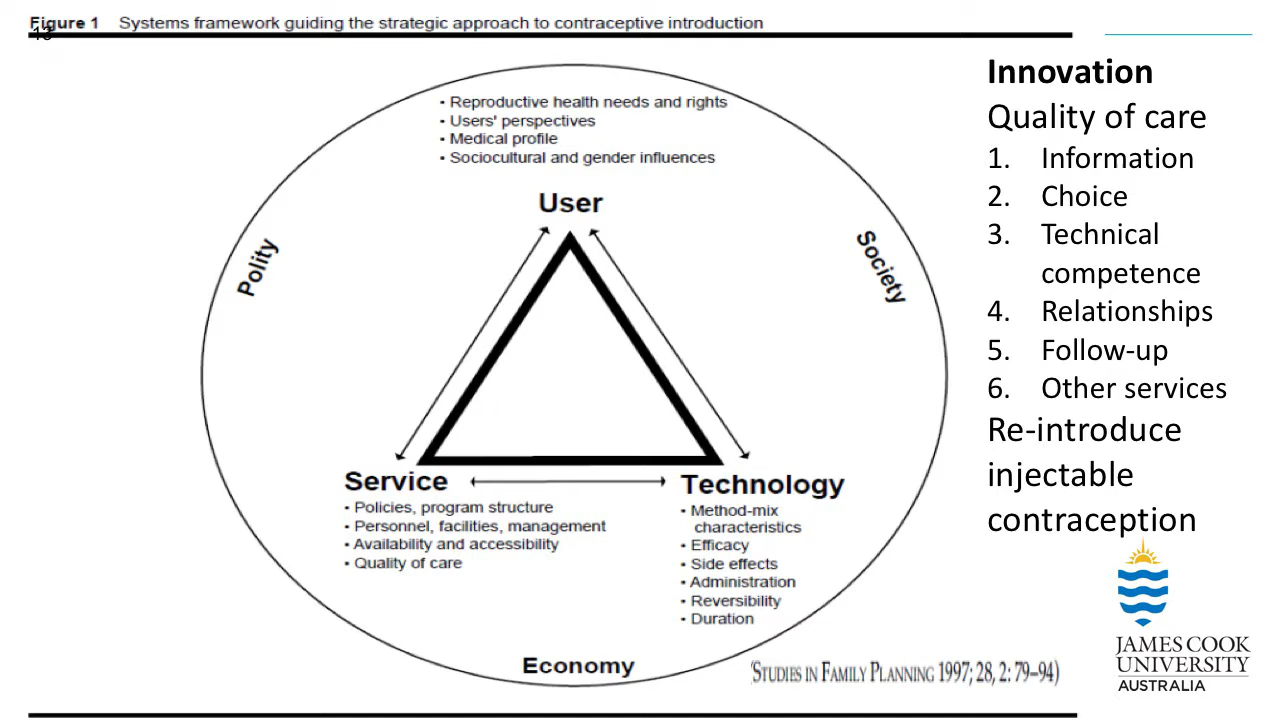 Figure 1 Systems framework guiding the strategic approach to contraceptive introduction
13
• Reproductive health needs and rights
• Users' perspectives
• Medical profile
• Sociocultural and gender influences
User
Polity
Society
Service
• Policies, program structure
• Personnel, facilities, management
• Availability and accessibility
• Quality of care
Technology
• Method-mix
characteristics
• Efficacy
• Side effects
• Administration
• Reversibility
• Duration
Economy
(STUDIES IN FAMILY PLANNING 1997; 28, 2: 79–94)
Innovation
Quality of care
1. Information
2. Choice
3. Technical
competence
4. Relationships
5. Follow-up
6. Other services
Re-introduce
injectable
contraception
JAMES COOK
UNIVERSITY
AUSTRALIA